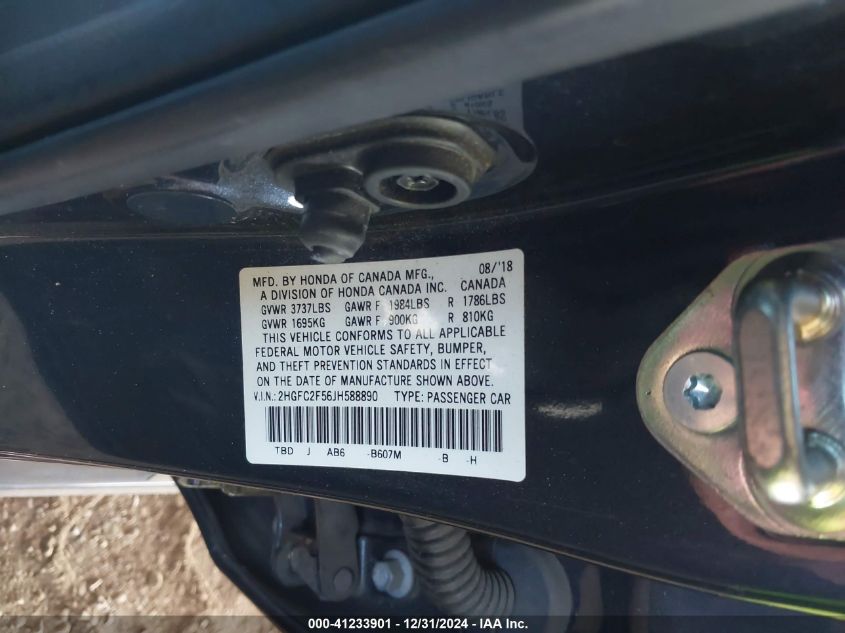 MFD. BY HONDA OF CANADA MFG., 08/'18
A DIVISION OF HONDA CANADA INC. CANADA
GVWR 3737LBS GAWR F 1984LBS R 1786LBS
GVWR 1695KG GAWR F 900KG R 810KG
THIS VEHICLE CONFORMS TO ALL APPLICABLE
FEDERAL MOTOR VEHICLE SAFETY, BUMPER,
AND THEFT PREVENTION STANDARDS IN EFFECT
ON THE DATE OF MANUFACTURE SHOWN ABOVE.
V.I.N.: 2HGFC2F56JH588890 TYPE: PASSENGER CAR
TBD J AB6 -B607M -B -H
000-41233901 - 12/31/2024 - IAA Inc.